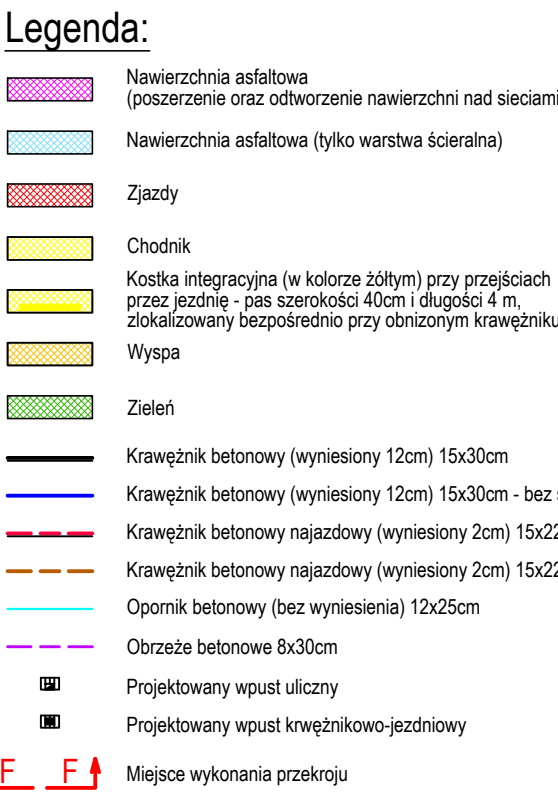 Legenda:
Nawierzchnia asfaltowa
(poszerzenie oraz odtworzenie nawierzchni nad sieciami
Nawierzchnia asfaltowa (tylko warstwa ścieralna)
Zjazdy
Chodnik
Kostka integracyjna (w kolorze żółtym) przy przejściach
przez jezdnię - pas szerokości 40cm i długości 4 m,
zlokalizowany bezpośrednio przy obnizonym krawężniku
Wyspa
Zieleń
Krawężnik betonowy (wyniesiony 12cm) 15x30cm
Krawężnik betonowy (wyniesiony 12cm) 15x30cm - bez
Krawężnik betonowy najazdowy (wyniesiony 2cm) 15x22
Krawężnik betonowy najazdowy (wyniesiony 2cm) 15x22
Opornik betonowy (bez wyniesienia) 12x25cm
Obrzeże betonowe 8x30cm
Projektowany wpust uliczny
Projektowany wpust krwężnikowo-jezdniowy
F F Miejsce wykonania przekroju